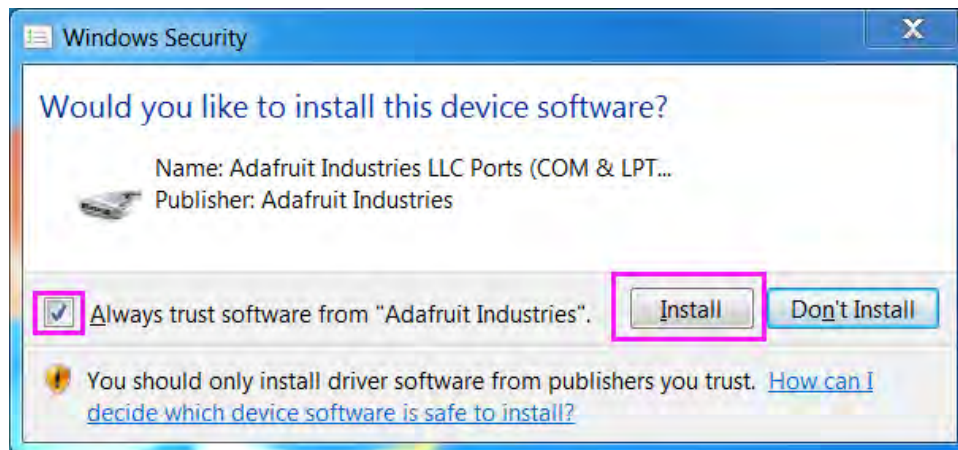 Windows Security
Would you like to install this device software?
Name: Adafruit Industries LLC Ports (COM & LPT...
Publisher: Adafruit Industries
Always trust software from "Adafruit Industries".
Install
Don't Install
You should only install driver software from publishers you trust. How can I
decide which device software is safe to install?